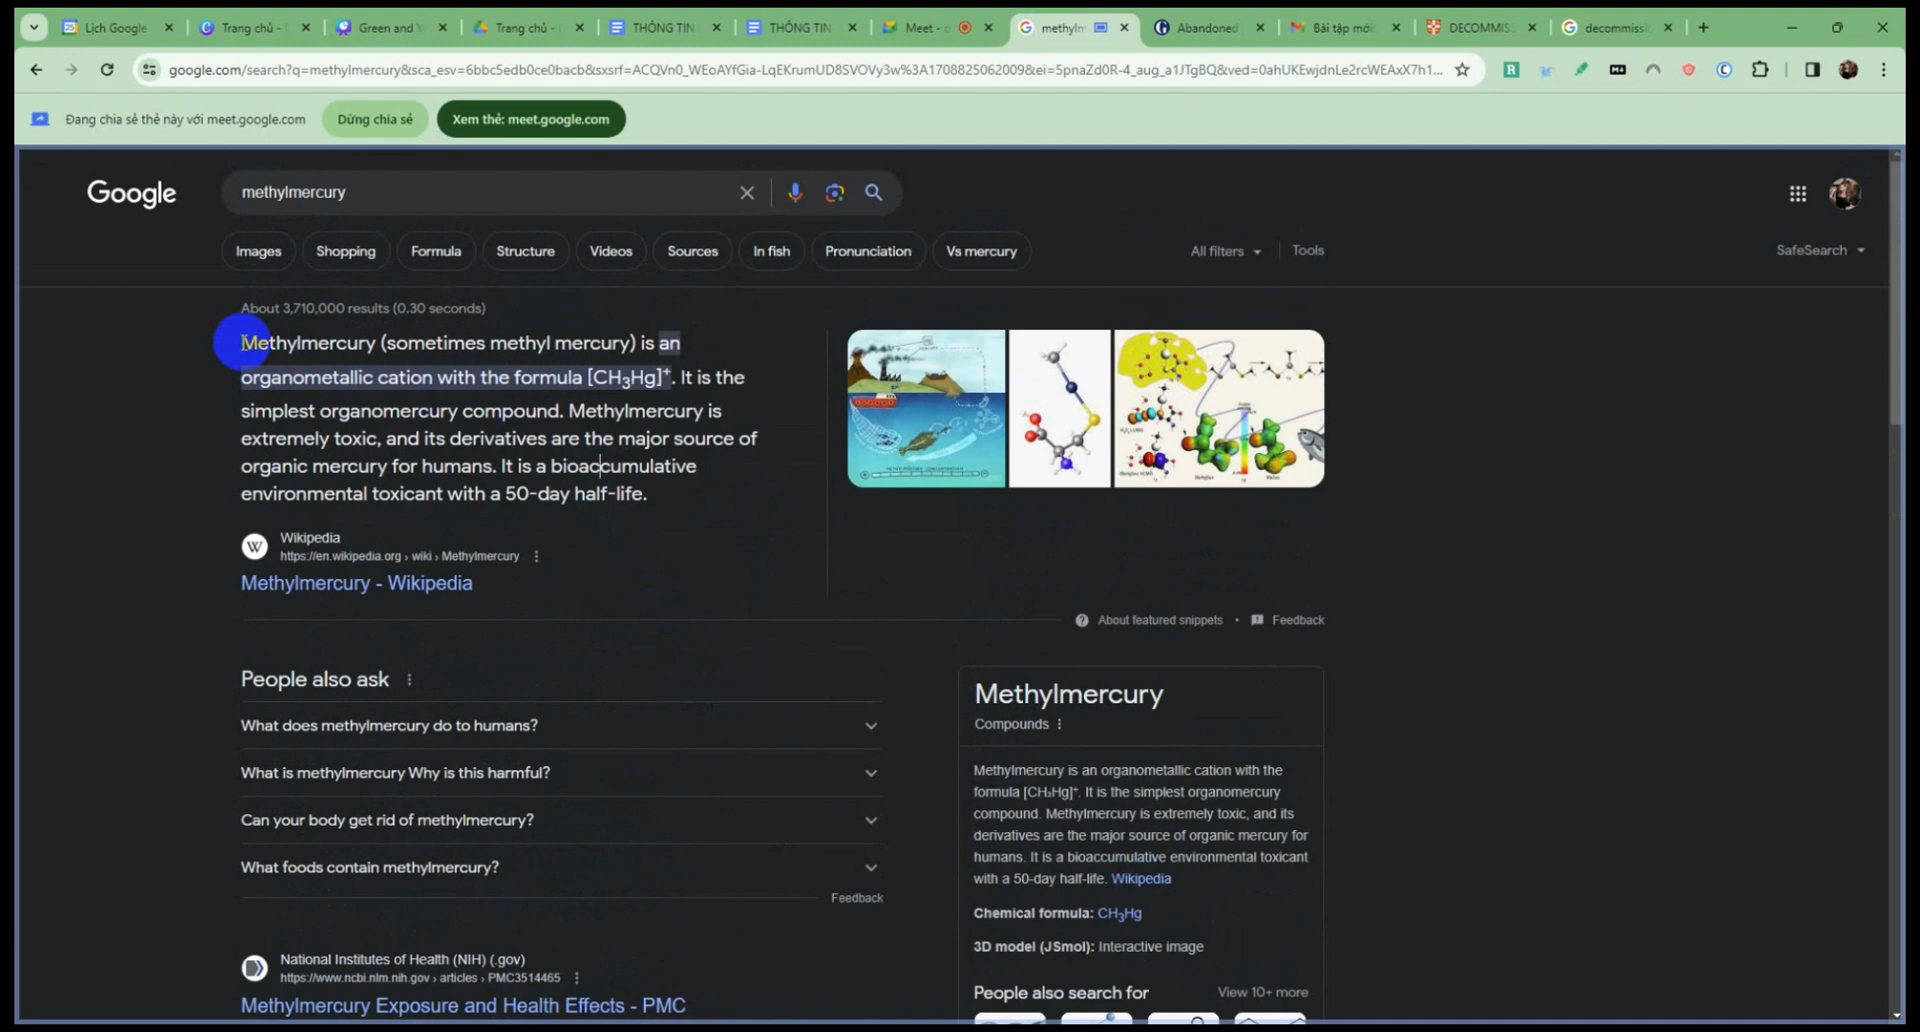 Lịch Google
Trang chủ -
Green and Y
Trang chủ -
THÔNG TIN
THÔNG TIN
Meet -
methylm
Abandoned
Bài tập mới
DECOMMISS
decommissi
google.com/search?q=methylmercury&sca_esv=6bbc5edb0ce0bacb&sxsrf=ACQVn0_WEoAYfGia-LqEKrumUD8SVOVy3w%3A1708825062009&ei=5pnaZd0R-4_aug_a1JTgBQ&ved=0ahUKEwjdnLe2rcWEAxX7h1...
Đang chia sẻ thẻ này với meet.google.com
Dừng chia sẻ
Xem thẻ: meet.google.com
Google
methylmercury
Images
Shopping
Formula
Structure
Videos
Sources
In fish
Pronunciation
Vs mercury
All filters
Tools
SafeSearch
About 3,710,000 results (0.30 seconds)
Methylmercury (sometimes methyl mercury) is an
organometallic cation with the formula [CH₃Hg]⁺. It is the
simplest organomercury compound. Methylmercury is
extremely toxic, and its derivatives are the major source of
organic mercury for humans. It is a bioaccumulative
environmental toxicant with a 50-day half-life.
W
Wikipedia
https://en.wikipedia.org › wiki › Methylmercury
Methylmercury - Wikipedia
About featured snippets
•
Feedback
People also ask
What does methylmercury do to humans?
What is methylmercury Why is this harmful?
Can your body get rid of methylmercury?
What foods contain methylmercury?
Feedback
National Institutes of Health (NIH) (.gov)
https://www.ncbi.nlm.nih.gov › articles › PMC3514465
Methylmercury Exposure and Health Effects - PMC
Methylmercury
Compounds
Methylmercury is an organometallic cation with the
formula [CH₃Hg]⁺. It is the simplest organomercury
compound. Methylmercury is extremely toxic, and its
derivatives are the major source of organic mercury for
humans. It is a bioaccumulative environmental toxicant
with a 50-day half-life. Wikipedia
Chemical formula: CH₃Hg
3D model (JSmol): Interactive image
People also search for
View 10+ more